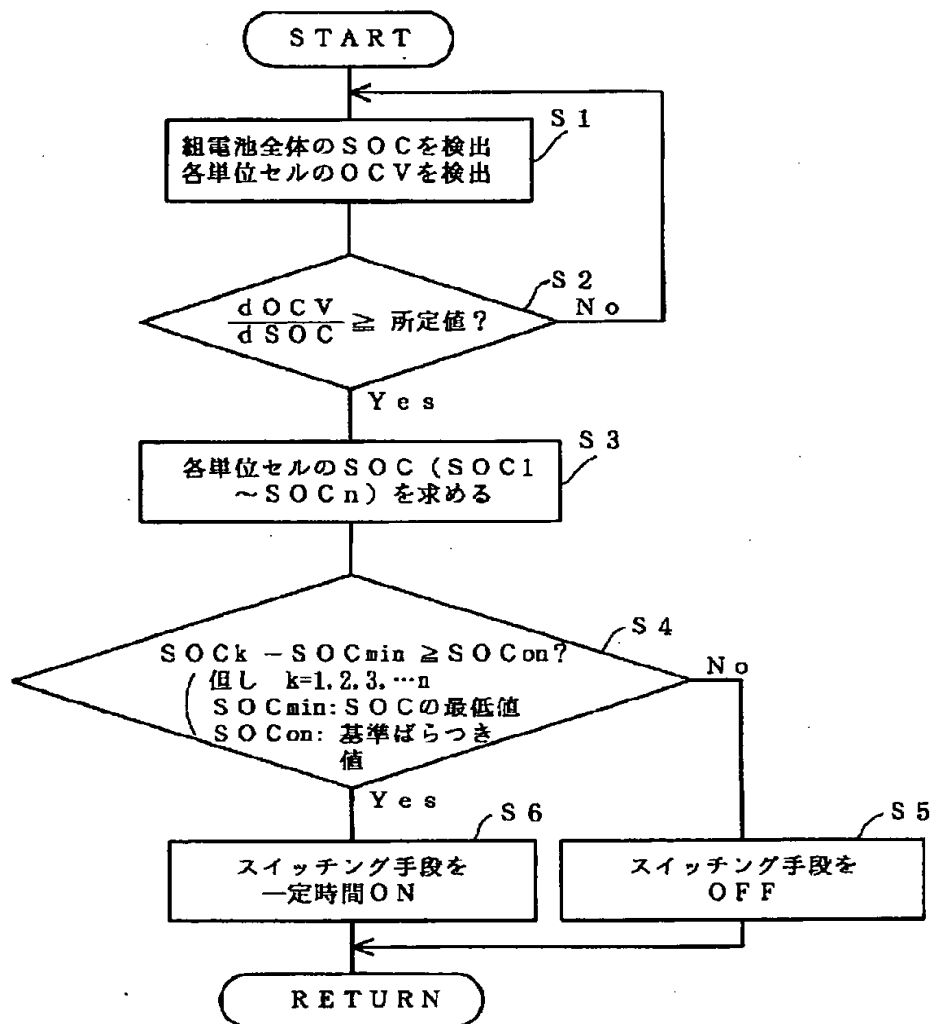 START
S1
組電池全体のSOCを検出
各単位セルのOCVを検出
S2
dOCV
dSOC
≧ 所定値?
No
Yes
S3
各単位セルのSOC(SOC1
~SOCn)を求める
S4
SOCk -SOCmin ≧SOCon?
但し k=1,2,3,…n
SOCmin:SOCの最低値
SOCon: 基準ばらつき
値
No
Yes
S6
S5
スイッチング手段を
一定時間ON
スイッチング手段を
OFF
RETURN